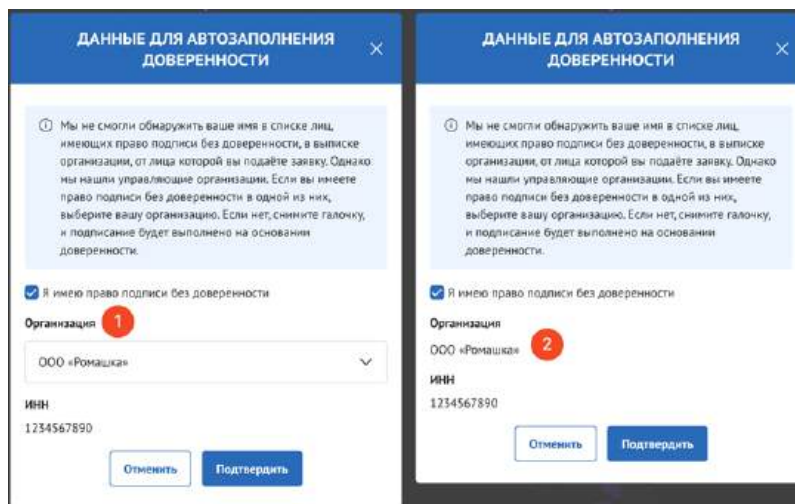 ДАННЫЕ ДЛЯ АВТОЗАПОЛНЕНИЯ
ДОВЕРЕННОСТИ
Мы не смогли обнаружить ваше имя в списке лиц,
имеющих право подписи без доверенности, в выписке
организации, от лица которой вы подаёте заявку. Однако
мы нашли управляющие организации. Если вы имеете
право подписи без доверенности в одной из них,
выберите вашу организацию. Если нет, снимите галочку,
и подписание будет выполнено на основании
доверенности.
Я имею право подписи без доверенности
Организация 1
ООО «Ромашка»
ИНН
1234567890
Отменить Подтвердить
ДАННЫЕ ДЛЯ АВТОЗАПОЛНЕНИЯ
ДОВЕРЕННОСТИ
Мы не смогли обнаружить ваше имя в списке лиц,
имеющих право подписи без доверенности, в выписке
организации, от лица которой вы подаёте заявку. Однако
мы нашли управляющие организации. Если вы имеете
право подписи без доверенности в одной из них,
выберите вашу организацию. Если нет, снимите галочку,
и подписание будет выполнено на основании
доверенности.
Я имею право подписи без доверенности
Организация
ООО «Ромашка» 2
ИНН
1234567890
Отменить Подтвердить